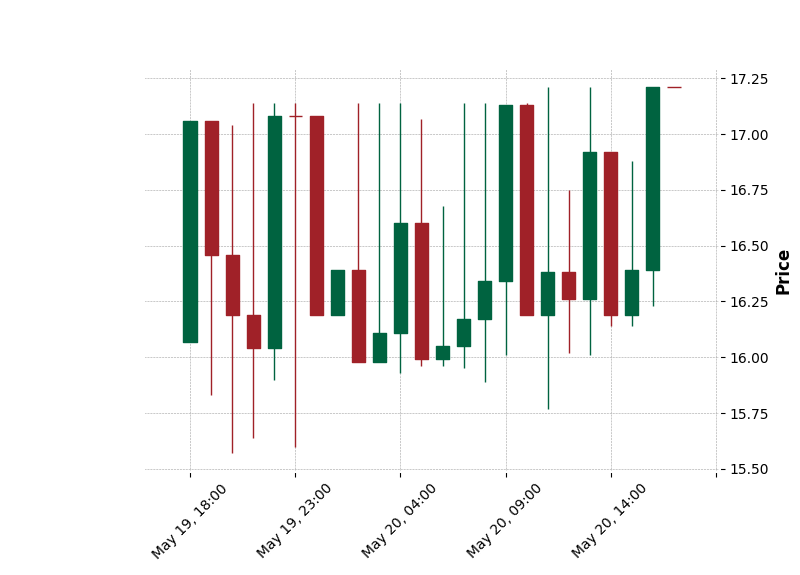 17.25
17.00
16.75
16.50
16.25
16.00
15.75
15.50
Price
May 19, 18:00
May 19, 23:00
May 20, 04:00
May 20, 09:00
May 20, 14:00